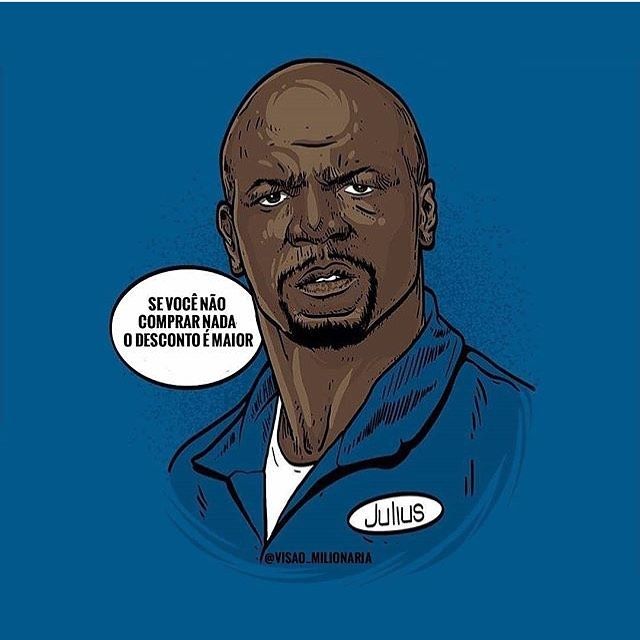 SE VOCÊ NÃO
COMPRAR NADA
O DESCONTO É MAIOR
Julius
@VISAO_MILIONARIA